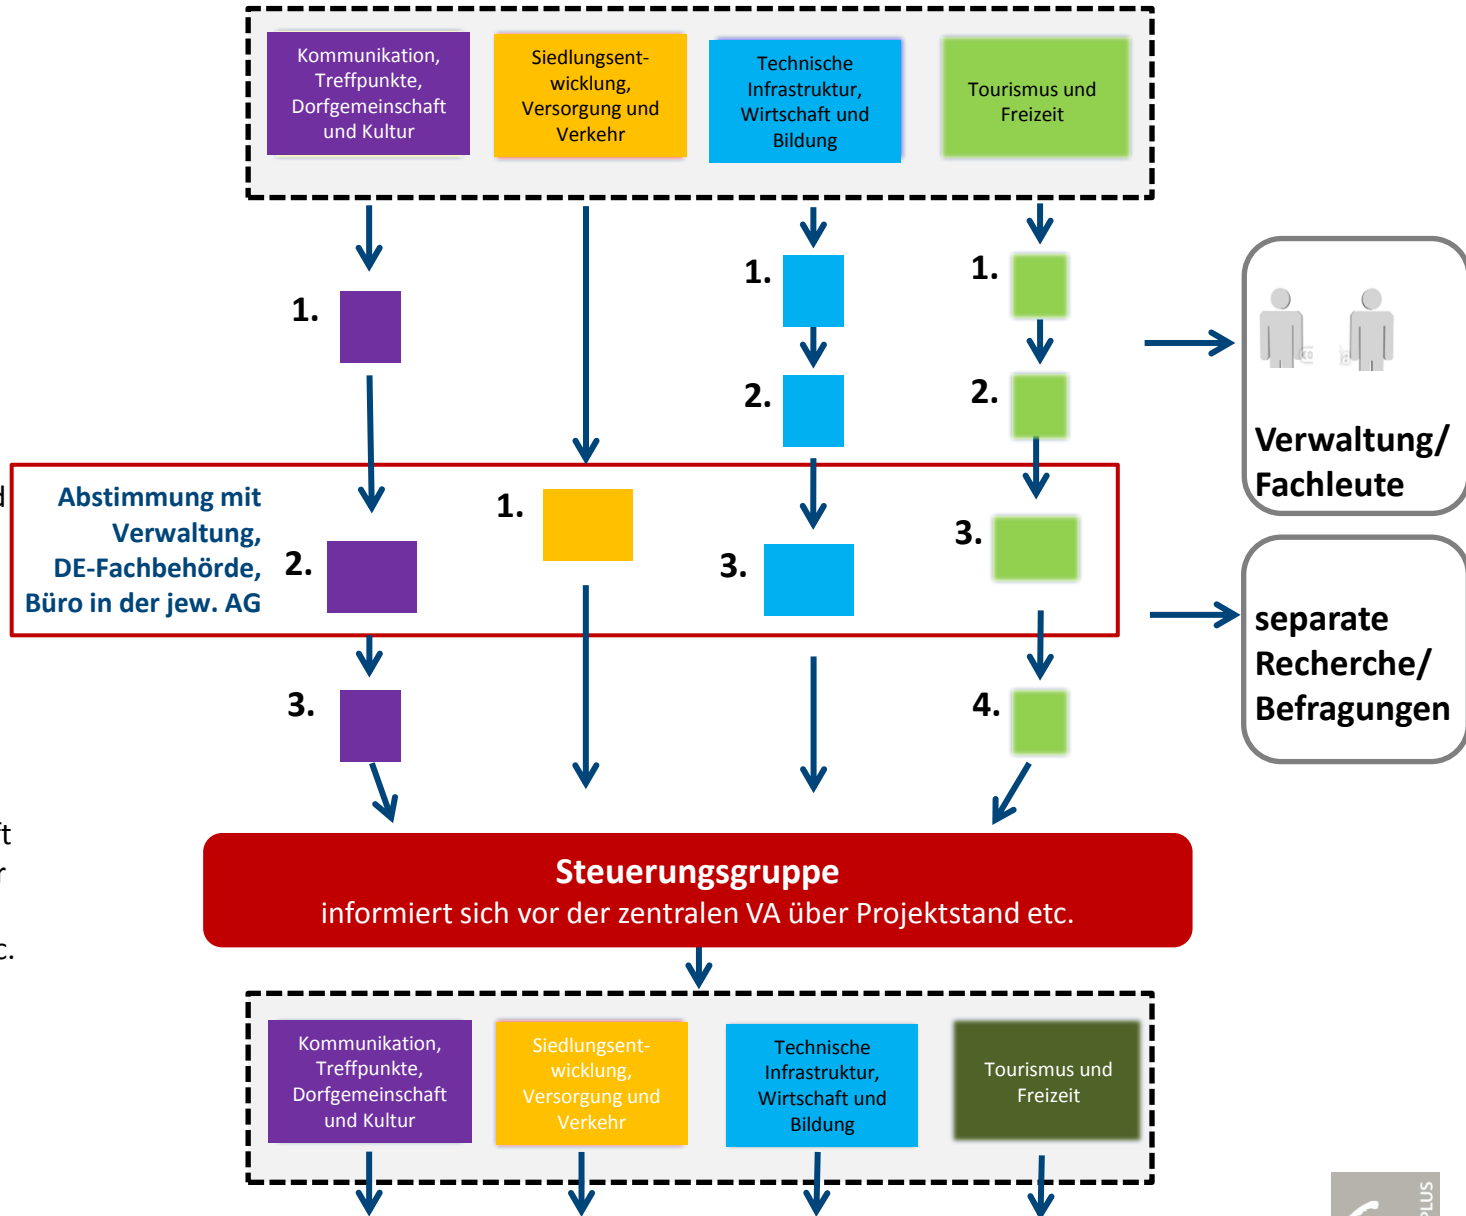 Kommunikation,
Treffpunkte,
Dorfgemeinschaft
und Kultur
Siedlungsent-
wicklung,
Versorgung und
Verkehr
Technische
Infrastruktur,
Wirtschaft und
Bildung
Tourismus und
Freizeit
1.
1.
1.
2.
2.
Verwaltung/
Fachleute
Abstimmung mit
Verwaltung,
DE-Fachbehörde,
Büro in der jew. AG
2.
1.
3.
3.
separate
Recherche/
Befragungen
3.
4.
Steuerungsgruppe
informiert sich vor der zentralen VA über Projektstand etc.
Kommunikation,
Treffpunkte,
Dorfgemeinschaft
und Kultur
Siedlungsent-
wicklung,
Versorgung und
Verkehr
Technische
Infrastruktur,
Wirtschaft und
Bildung
Tourismus und
Freizeit
PLUS